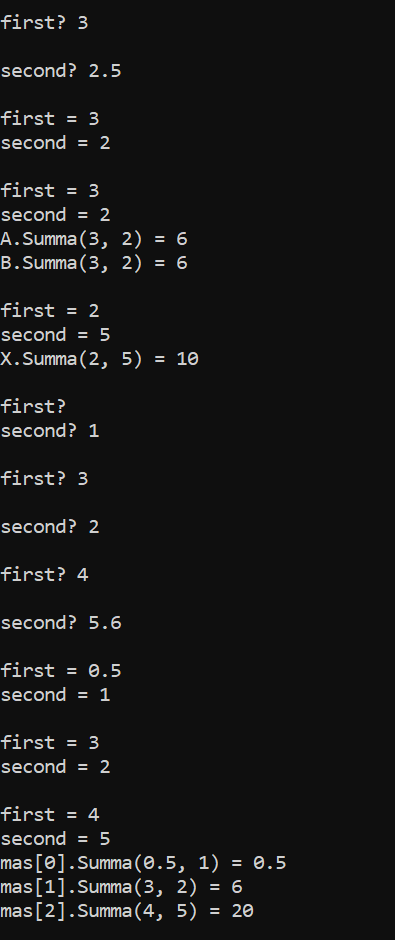 first? 3
second? 2.5
first = 3
second = 2
first = 3
second = 2
A.Summa(3, 2) = 6
B.Summa(3, 2) = 6
first = 2
second = 5
X.Summa(2, 5) = 10
first?
second? 1
first? 3
second? 2
first? 4
second? 5.6
first = 0.5
second = 1
first = 3
second = 2
first = 4
second = 5
mas[0].Summa(0.5, 1) = 0.5
mas[1].Summa(3, 2) = 6
mas[2].Summa(4, 5) = 20